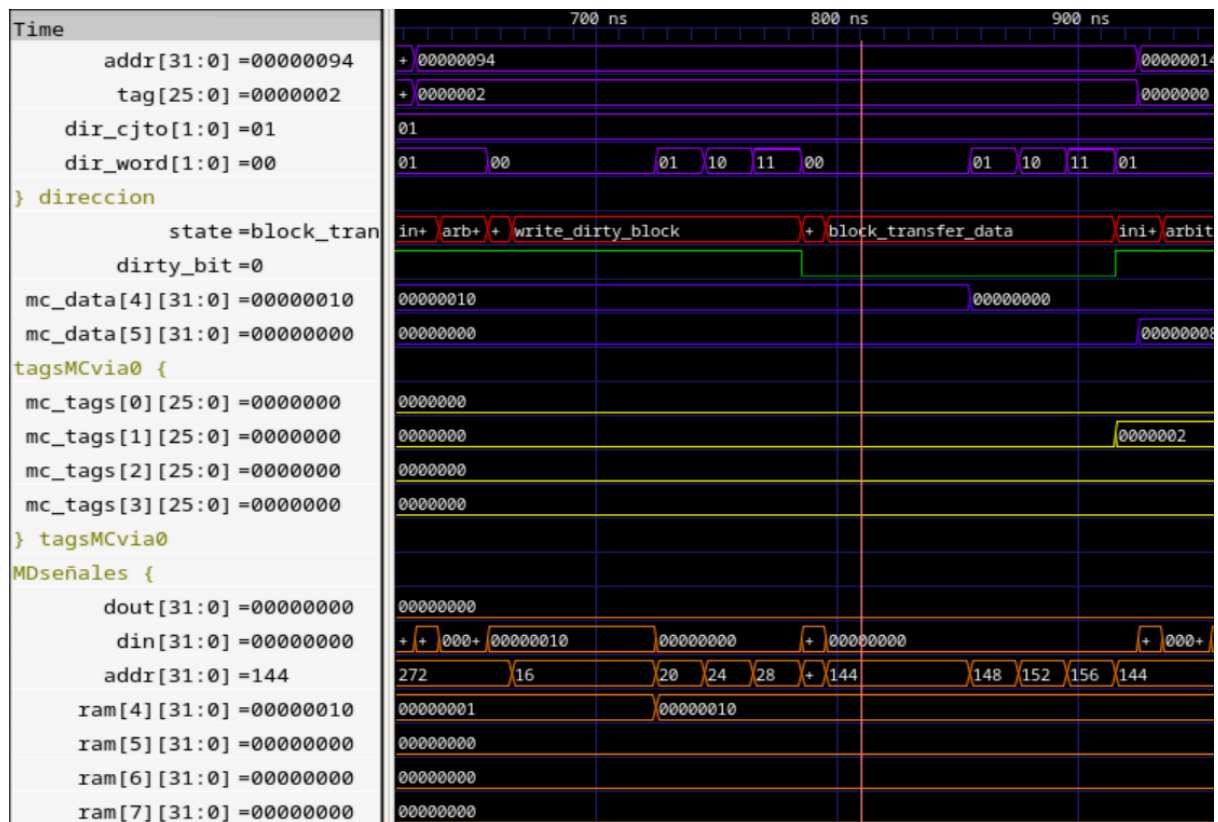 700 ns 800 ns 900 ns
Time
addr[31:0] =00000094 + 00000094 00000014
tag[25:0] =0000002 + 0000002 0000000
dir_cjto[1:0] =01 01
dir_word[1:0] =00 01 00 01 10 11 00 01 10 11 01
} direccion
state =block_tran in+ arb+ + write_dirty_block + block_transfer_data ini+ arbit
dirty_bit =0
mc_data[4][31:0] =00000010 00000010 00000000
mc_data[5][31:0] =00000000 00000000 00000008
tagsMCvia0 {
mc_tags[0][25:0] =0000000 0000000
mc_tags[1][25:0] =0000000 0000000 0000002
mc_tags[2][25:0] =0000000 0000000
mc_tags[3][25:0] =0000000 0000000
} tagsMCvia0
MDseñales {
dout[31:0] =00000000 00000000
din[31:0] =00000000 + + 000+ 00000010 00000000 + 00000000 + 000+
addr[31:0] =144 272 16 20 24 28 + 144 148 152 156 144
ram[4][31:0] =00000010 00000001 00000010
ram[5][31:0] =00000000 00000000
ram[6][31:0] =00000000 00000000
ram[7][31:0] =00000000 00000000